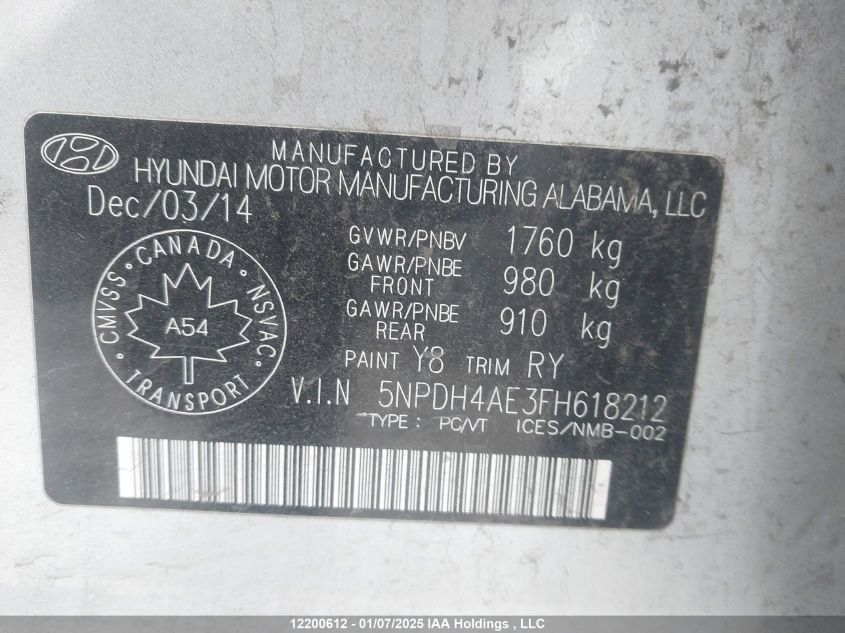 MANUFACTURED BY
HYUNDAI MOTOR MANUFACTURING ALABAMA, LLC
Dec/03/14
GVWR/PNBV 1760 kg
GAWR/PNBE FRONT 980 kg
GAWR/PNBE REAR 910 kg
PAINT Y8 TRIM RY
V.I.N 5NPDH4AE3FH618212
TYPE : PC/VT ICES/NMB-002
CANADA
CMVSS NSVAC
A54
TRANSPORT
12200612 - 01/07/2025 IAA Holdings , LLC